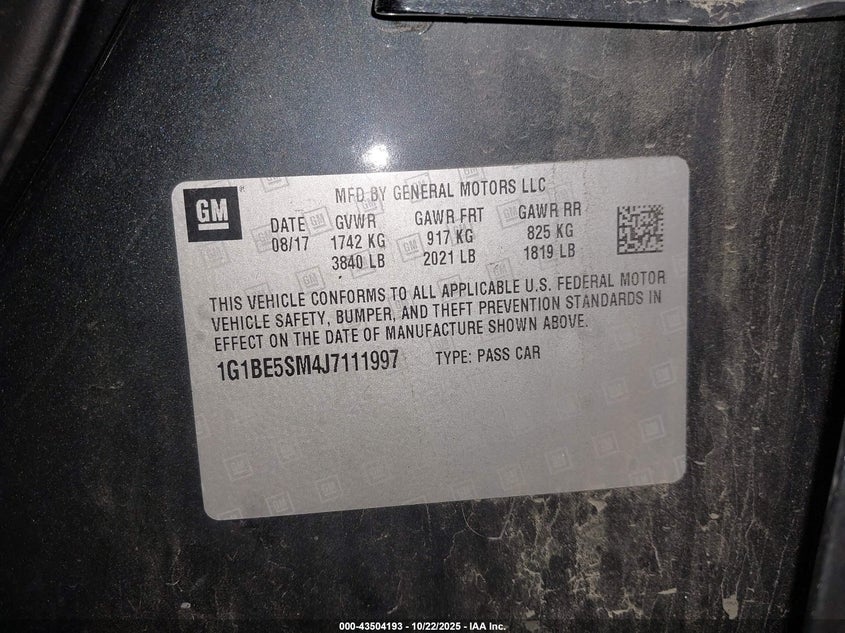 GM
MFD BY GENERAL MOTORS LLC
DATE GVWR GAWR FRT GAWR RR
08/17 1742 KG 917 KG 825 KG
3840 LB 2021 LB 1819 LB
THIS VEHICLE CONFORMS TO ALL APPLICABLE U.S. FEDERAL MOTOR
VEHICLE SAFETY, BUMPER, AND THEFT PREVENTION STANDARDS IN
EFFECT ON THE DATE OF MANUFACTURE SHOWN ABOVE.
1G1BE5SM4J7111997 TYPE: PASS CAR
000-43504193 - 10/22/2025 - IAA Inc.